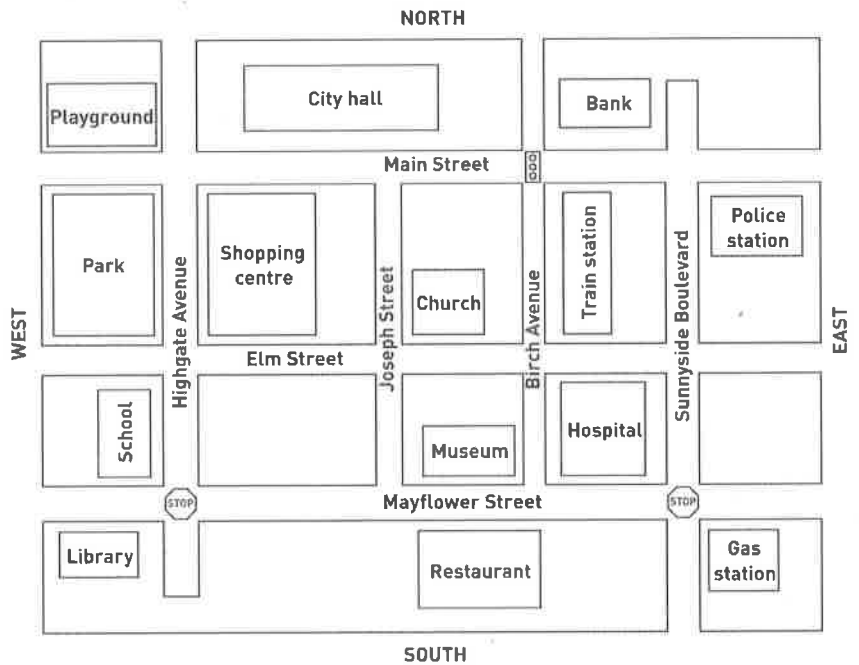 NORTH
City hall
Bank
Playground
Main Street
Park
Shopping
centre
Church
Train station
Police
station
WEST
Highgate Avenue
Joseph Street
Birch Avenue
Sunnyside Boulevard
EAST
Elm Street
School
Museum
Hospital
STOP
Mayflower Street
STOP
Library
Restaurant
Gas
station
SOUTH